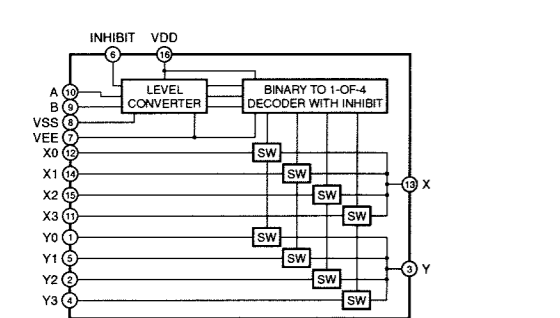 INHIBIT VDD
6 16
A 10 LEVEL CONVERTER BINARY TO 1-OF-4 DECODER WITH INHIBIT
B 9
VSS 8
VEE 7
X0 12 SW
X1 14 SW 13 X
X2 15 SW
X3 11 SW
Y0 1 SW
Y1 5 SW 3 Y
Y2 2 SW
Y3 4 SW